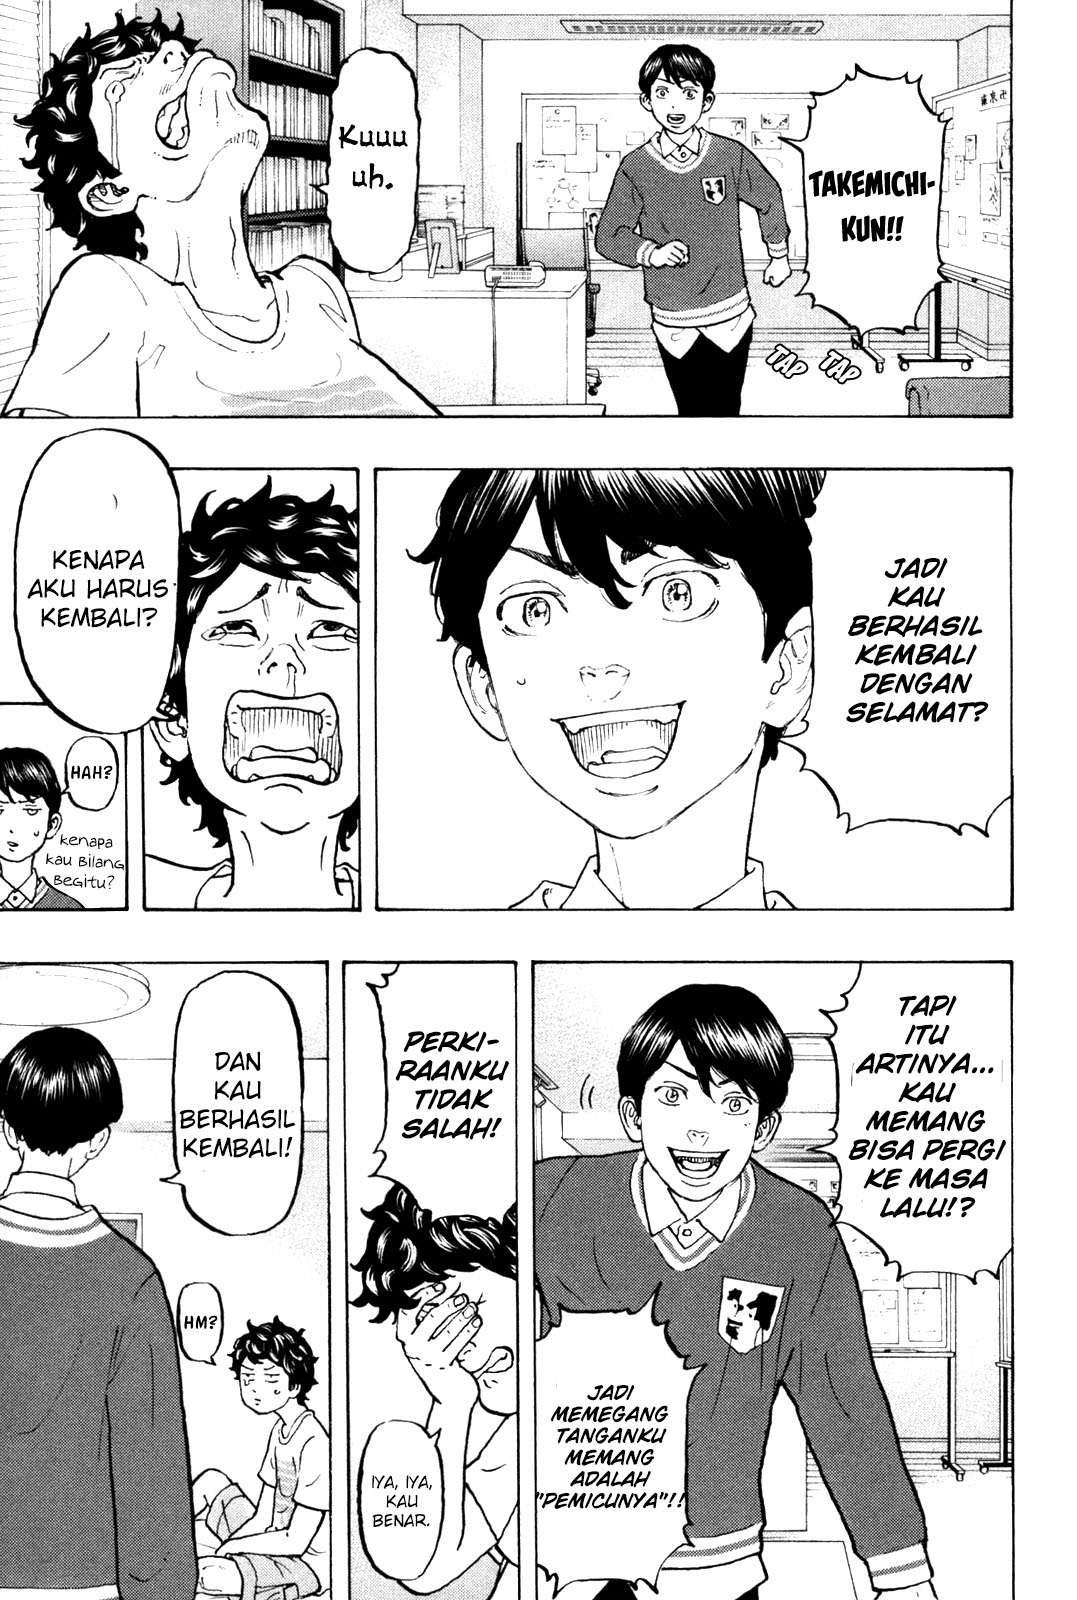 TAKEMICHI-
KUN!!
TAP
TAP
Kuuu
uh.
JADI
KAU
BERHASIL
KEMBALI
DENGAN
SELAMAT?
KENAPA
AKU HARUS
KEMBALI?
HAH?
kenapa
kau Bilang
Begitu?
TAPI
ITU
ARTINYA...
KAU
MEMANG
BISA PERGI
KE MASA
LALU!?
JADI
MEMEGANG
TANGANKU
MEMANG
ADALAH
"PEMICUNYA"!!
PERKI-
RAANKU
TIDAK
SALAH!
IYA, IYA,
KAU
BENAR.
DAN
KAU
BERHASIL
KEMBALI!
HM?